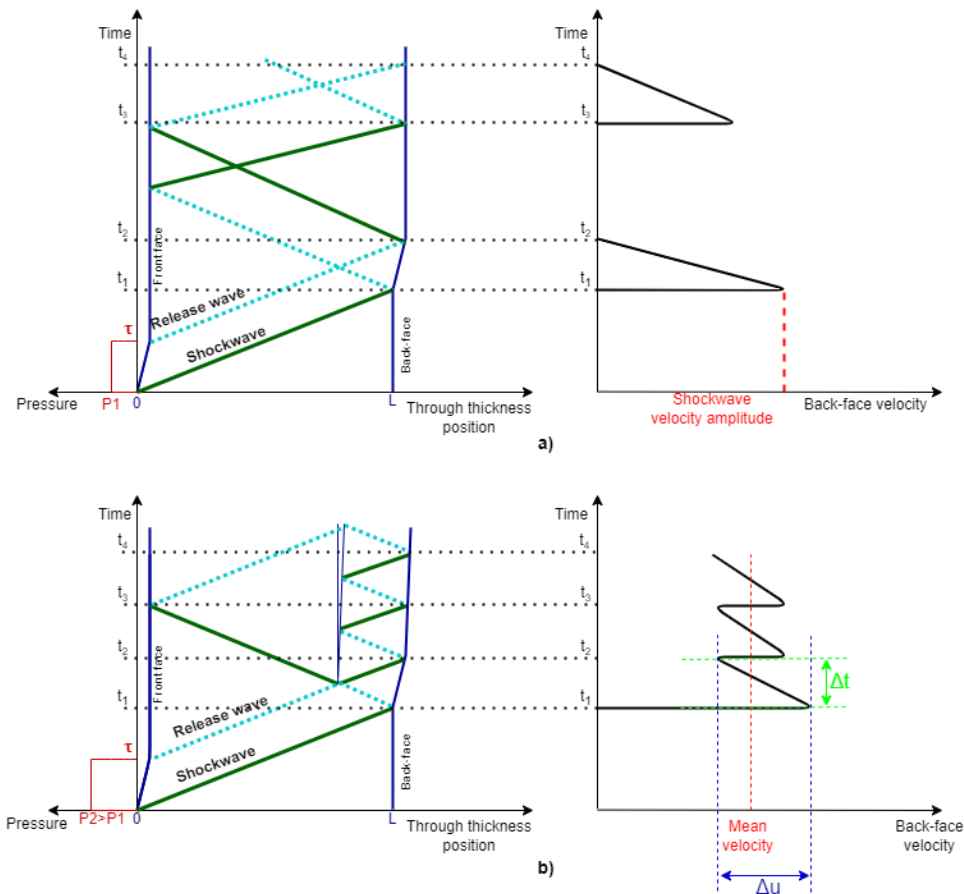 Time
t4
t3
t2
t1
τ
Front face
Release wave
Shockwave
Back-face
Pressure
P1
0
L
Through thickness
position
Time
t4
t3
t2
t1
Shockwave
velocity amplitude
Back-face velocity
a)
Time
t4
t3
t2
t1
τ
Front face
Release wave
Shockwave
Back-face
Pressure
P2>P1
0
L
Through thickness
position
Time
t4
t3
t2
t1
Δt
Mean
velocity
Back-face
velocity
Δu
b)